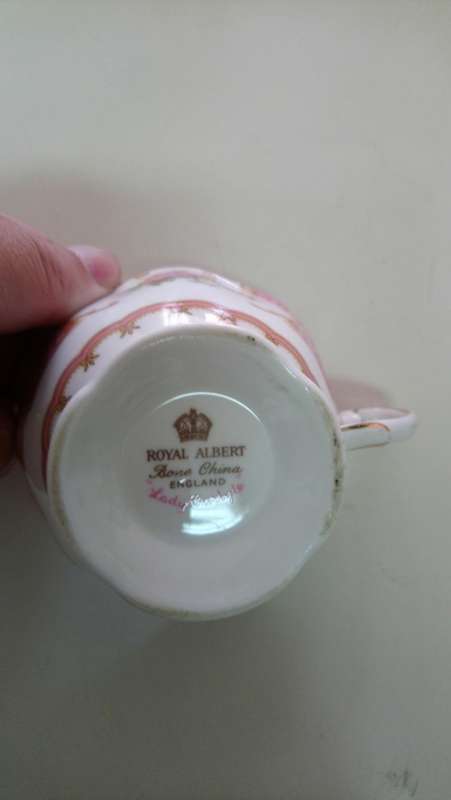 ROYAL ALBERT
Bone China
ENGLAND
"Lady